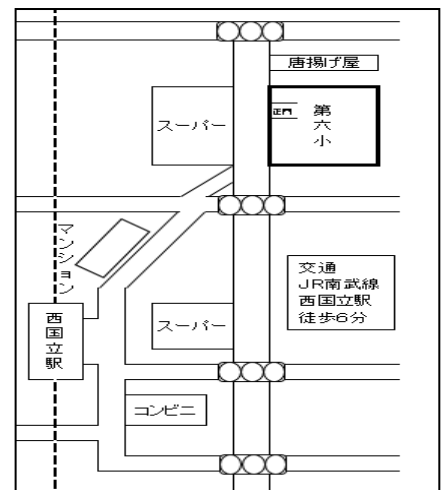 唐揚げ屋
スーパー
正門
第六小
マンション
交通
JR南武線
西国立駅
徒歩6分
西国立駅
スーパー
コンビニ